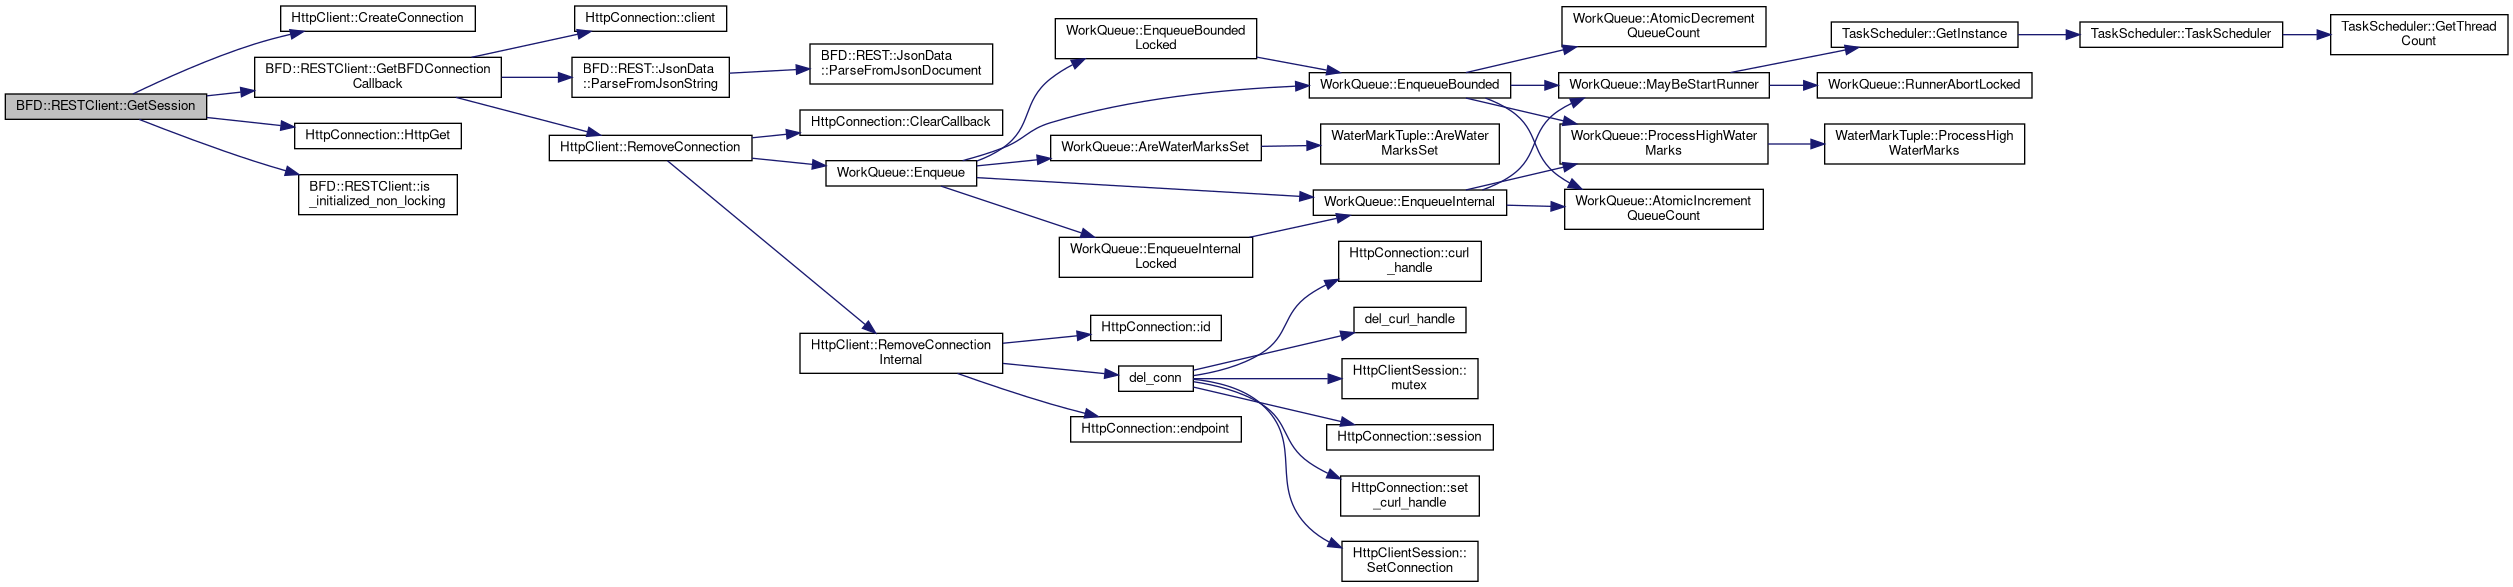 BFD::RESTClient::GetSession
HttpClient::CreateConnection
BFD::RESTClient::GetBFDConnection
Callback
HttpConnection::HttpGet
BFD::RESTClient::is
_initialized_non_locking
HttpConnection::client
BFD::REST::JsonData
::ParseFromJsonString
HttpClient::RemoveConnection
BFD::REST::JsonData
::ParseFromJsonDocument
HttpConnection::ClearCallback
WorkQueue::Enqueue
HttpClient::RemoveConnection
Internal
WorkQueue::EnqueueBounded
Locked
WorkQueue::AreWaterMarksSet
WorkQueue::EnqueueInternal
Locked
HttpConnection::id
del_conn
HttpConnection::endpoint
WorkQueue::EnqueueBounded
WaterMarkTuple::AreWater
MarksSet
WorkQueue::EnqueueInternal
HttpConnection::curl
_handle
del_curl_handle
HttpClientSession::
mutex
HttpConnection::session
HttpConnection::set
_curl_handle
HttpClientSession::
SetConnection
WorkQueue::AtomicDecrement
QueueCount
WorkQueue::MayBeStartRunner
WorkQueue::ProcessHighWater
Marks
WorkQueue::AtomicIncrement
QueueCount
TaskScheduler::GetInstance
WorkQueue::RunnerAbortLocked
WaterMarkTuple::ProcessHigh
WaterMarks
TaskScheduler::TaskScheduler
TaskScheduler::GetThread
Count